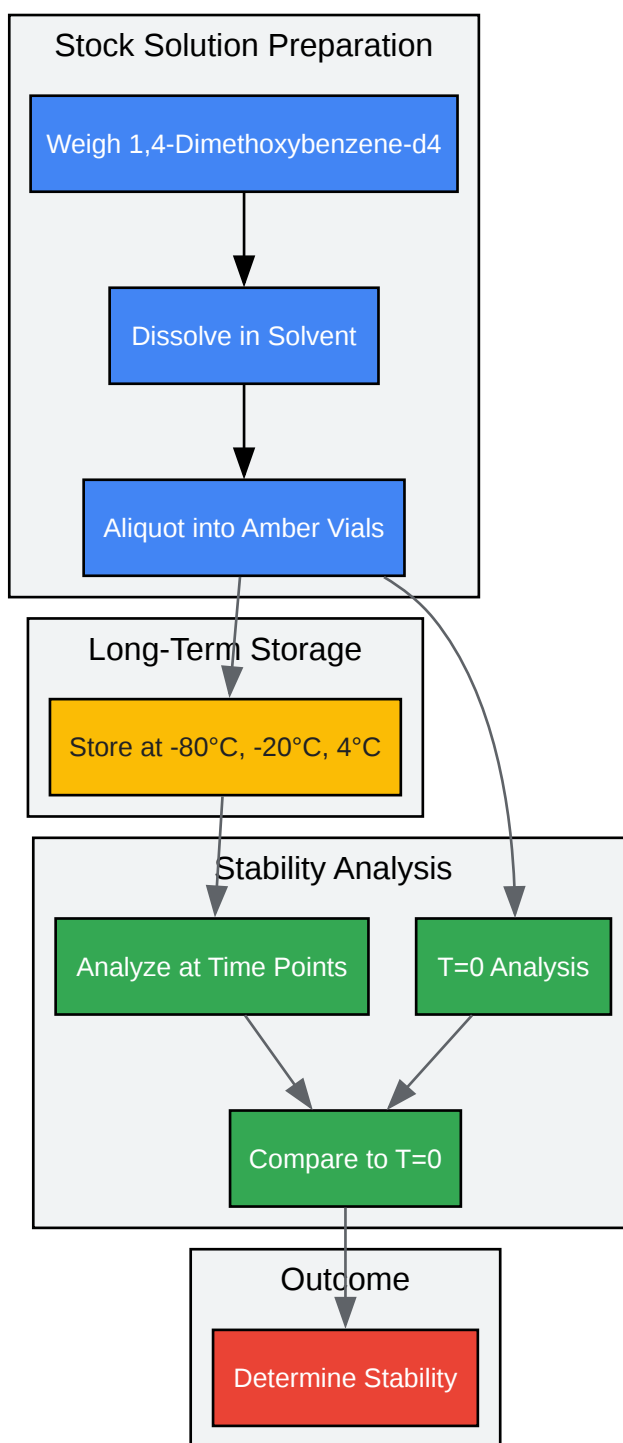 Stock Solution Preparation
Weigh 1,4-Dimethoxybenzene-d4
Dissolve in Solvent
Aliquot into Amber Vials
Long-Term Storage
Store at -80°C, -20°C, 4°C
Stability Analysis
Analyze at Time Points
T=0 Analysis
Compare to T=0
Outcome
Determine Stability